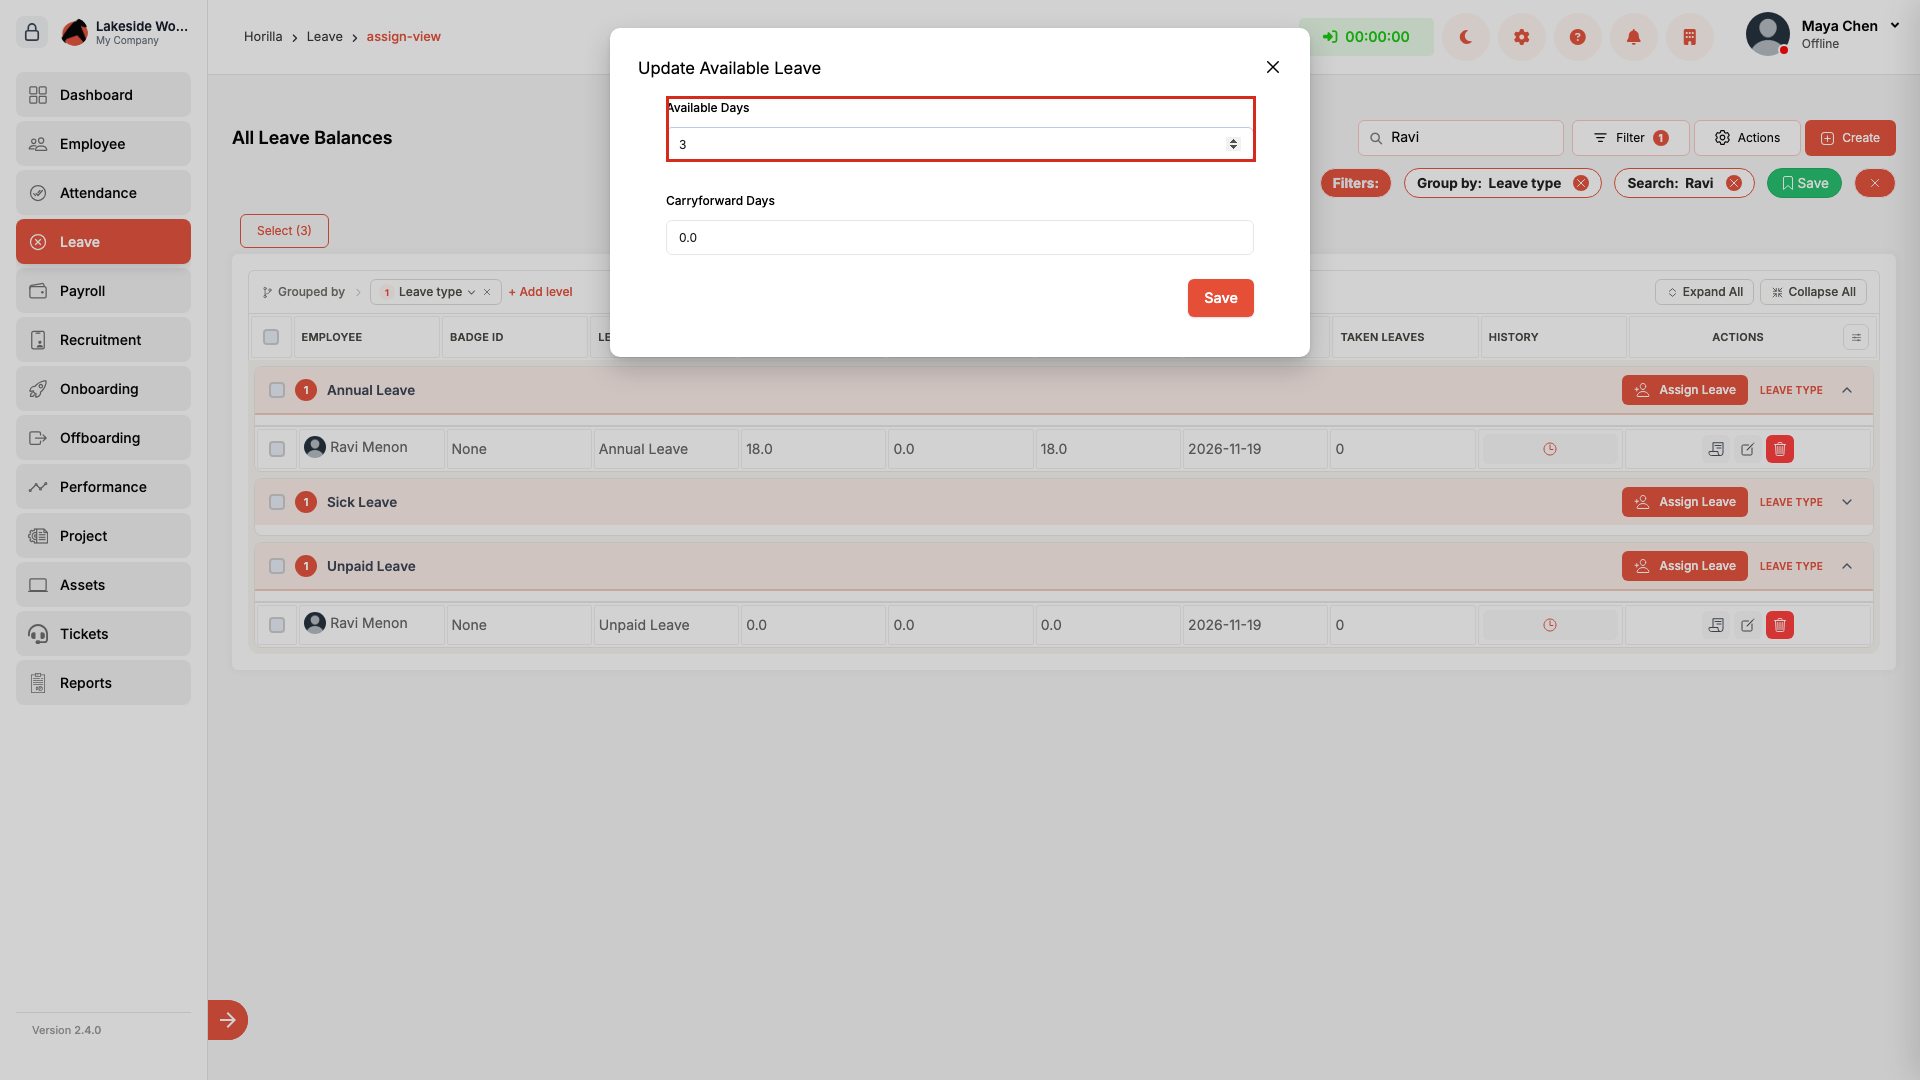 Lakeside Wo...
My Company
Dashboard
Employee
Attendance
Leave
Payroll
Recruitment
Onboarding
Offboarding
Performance
Project
Assets
Tickets
Reports
Version 2.4.0
Horilla
Leave
assign-view
00:00:00
Maya Chen
Offline
All Leave Balances
Ravi
Filter 1
Actions
Create
Filters:
Group by: Leave type
Search: Ravi
Save
Select (3)
Grouped by
1 Leave type
+ Add level
Expand All
Collapse All
EMPLOYEE
BADGE ID
LE
TAKEN LEAVES
HISTORY
ACTIONS
1 Annual Leave
Assign Leave
LEAVE TYPE
Ravi Menon None Annual Leave 18.0 0.0 18.0 2026-11-19 0
1 Sick Leave
Assign Leave
LEAVE TYPE
1 Unpaid Leave
Assign Leave
LEAVE TYPE
Ravi Menon None Unpaid Leave 0.0 0.0 0.0 2026-11-19 0
Update Available Leave
Available Days
3
Carryforward Days
0.0
Save